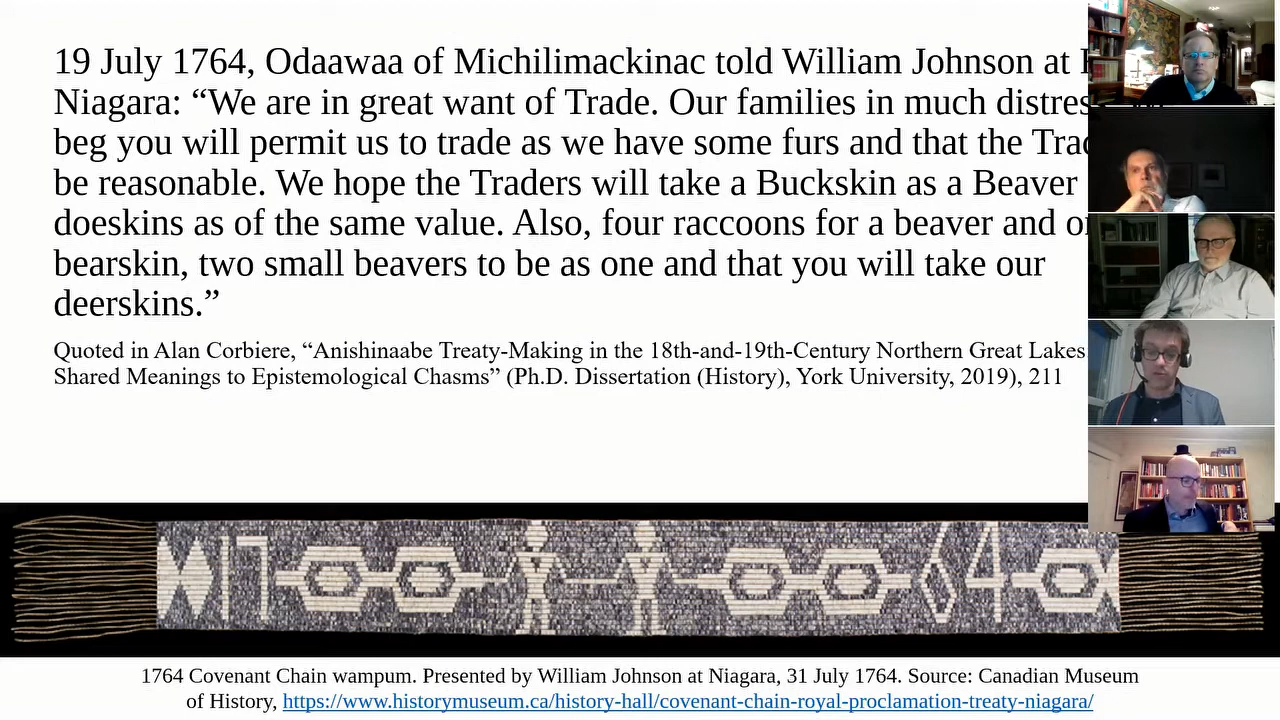 19 July 1764, Odaawaa of Michilimackinac told William Johnson at
Niagara: “We are in great want of Trade. Our families in much distress
beg you will permit us to trade as we have some furs and that the
be reasonable. We hope the Traders will take a Buckskin as a Beaver
doeskins as of the same value. Also, four raccoons for a beaver and
bearskin, two small beavers to be as one and that you will take our
deerskins.”
Quoted in Alan Corbiere, “Anishinaabe Treaty-Making in the 18th-and-19th-Century Northern Great Lakes
Shared Meanings to Epistemological Chasms” (Ph.D. Dissertation (History), York University, 2019), 211
1764
1764 Covenant Chain wampum. Presented by William Johnson at Niagara, 31 July 1764. Source: Canadian Museum
of History, https://www.historymuseum.ca/history-hall/covenant-chain-royal-proclamation-treaty-niagara/